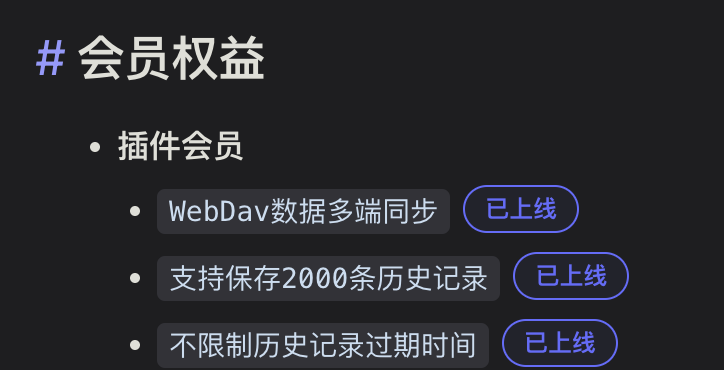 # 会员权益
• 插件会员
• WebDav数据多端同步 已上线
• 支持保存2000条历史记录 已上线
• 不限制历史记录过期时间 已上线